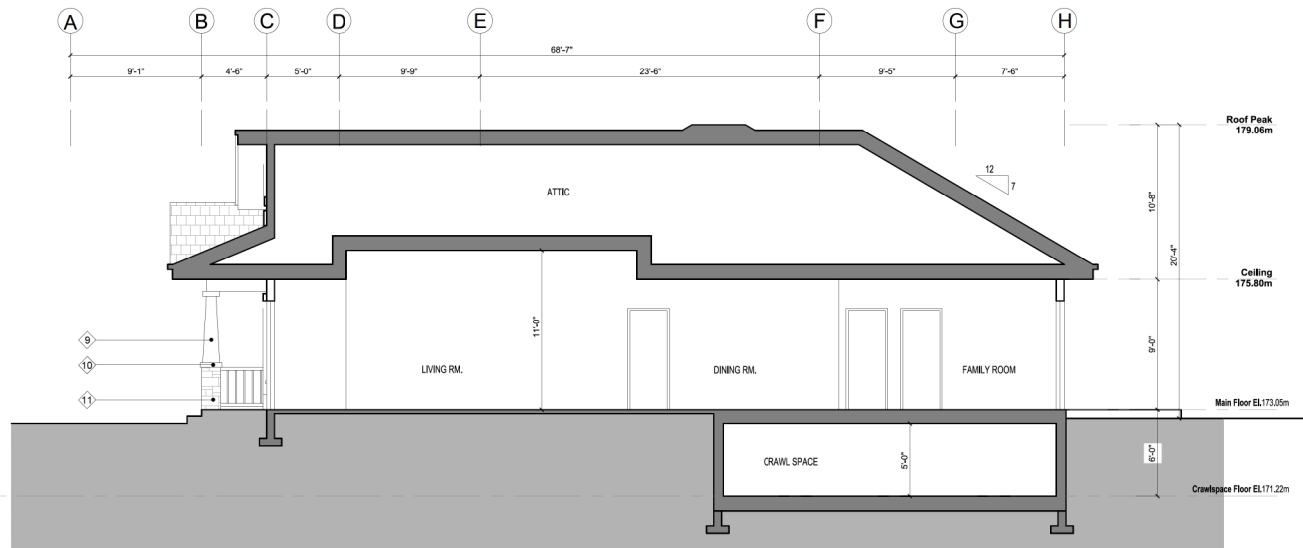 A B C D E F G H
68'-7"
9'-1" 4'-6" 5'-0" 9'-9" 23'-6" 9'-5" 7'-6"
Roof Peak
179.06m
12
7
ATTIC
10'-8"
20'-4"
Ceiling
175.80m
11'-0"
9'-0"
9
10
11
LIVING RM.
DINING RM.
FAMILY ROOM
Main Floor El.173.05m
CRAWL SPACE
5'-0"
6'-0"
Crawlspace Floor El.171.22m